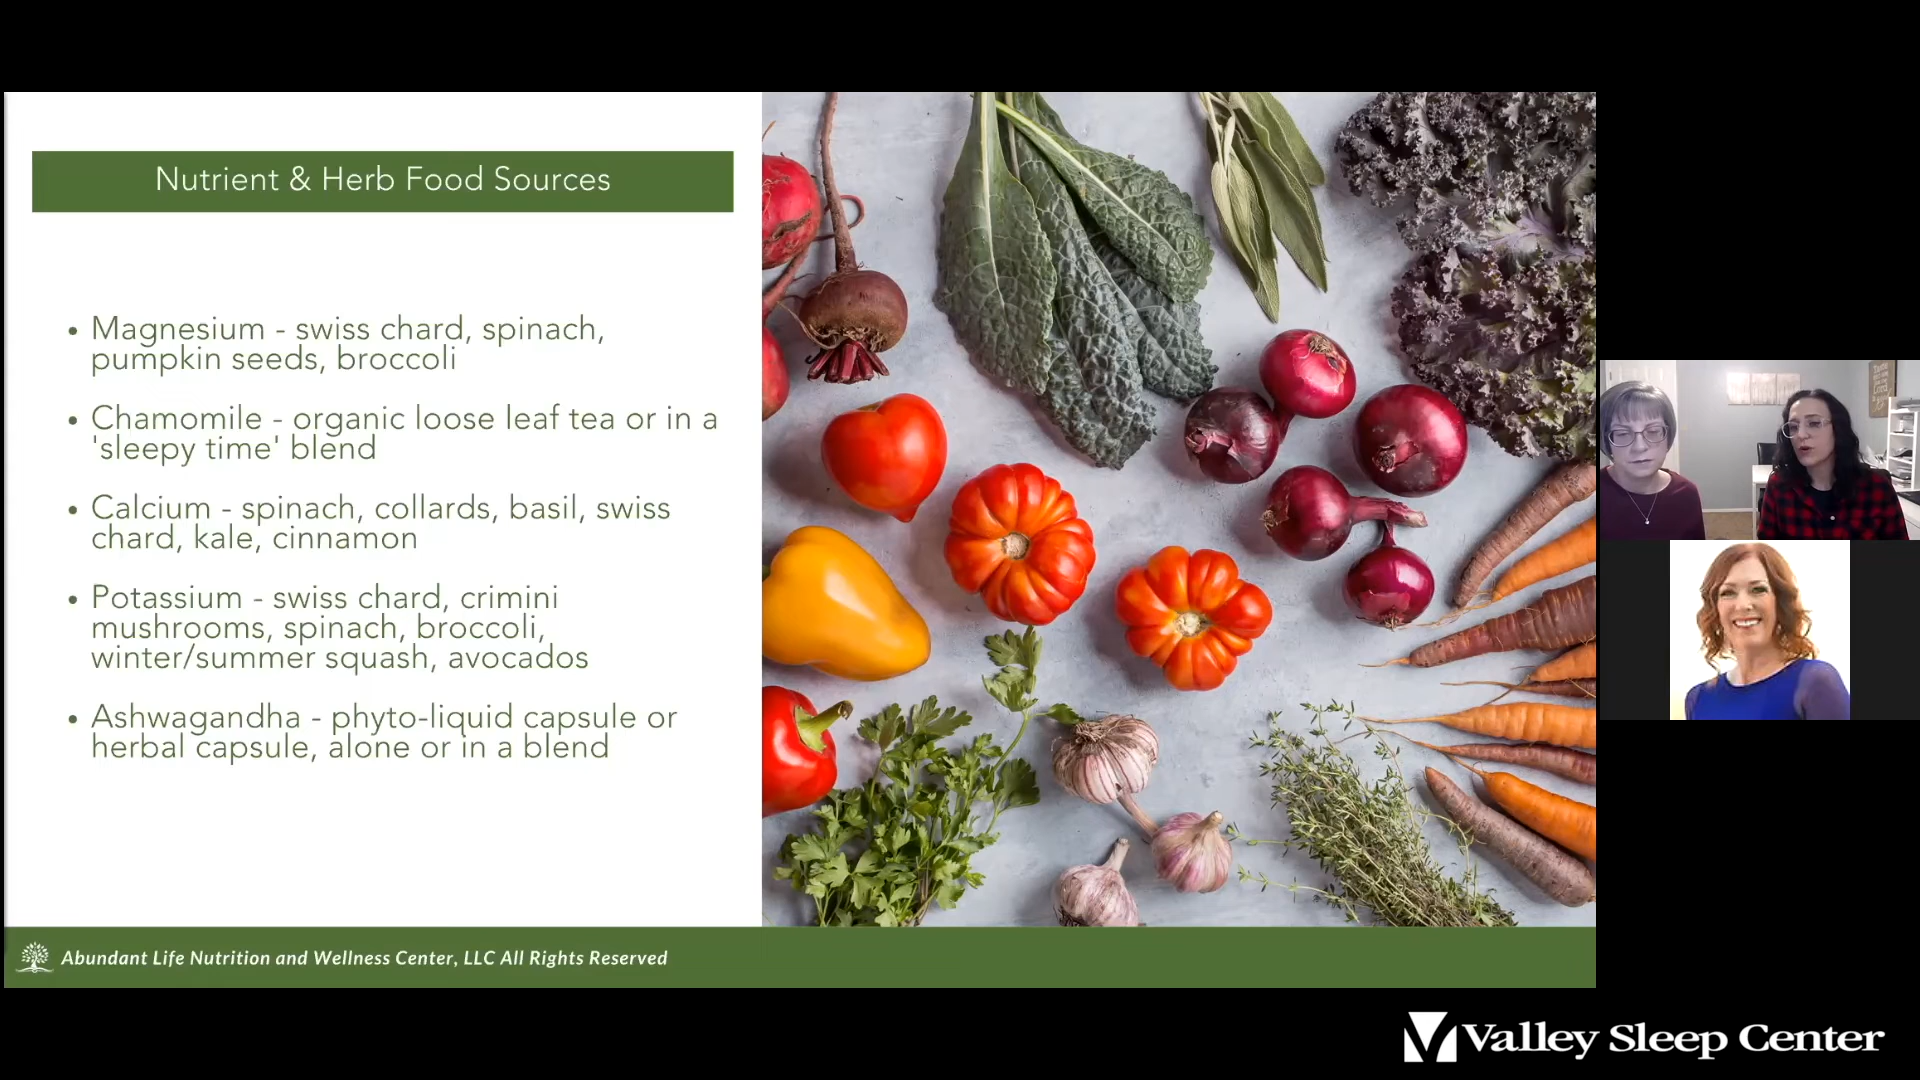 Nutrient & Herb Food Sources
• Magnesium - swiss chard, spinach,
pumpkin seeds, broccoli
• Chamomile - organic loose leaf tea or in a
'sleepy time' blend
• Calcium - spinach, collards, basil, swiss
chard, kale, cinnamon
• Potassium - swiss chard, crimini
mushrooms, spinach, broccoli,
winter/summer squash, avocados
• Ashwagandha - phyto-liquid capsule or
herbal capsule, alone or in a blend
Abundant Life Nutrition and Wellness Center, LLC All Rights Reserved
Valley Sleep Center